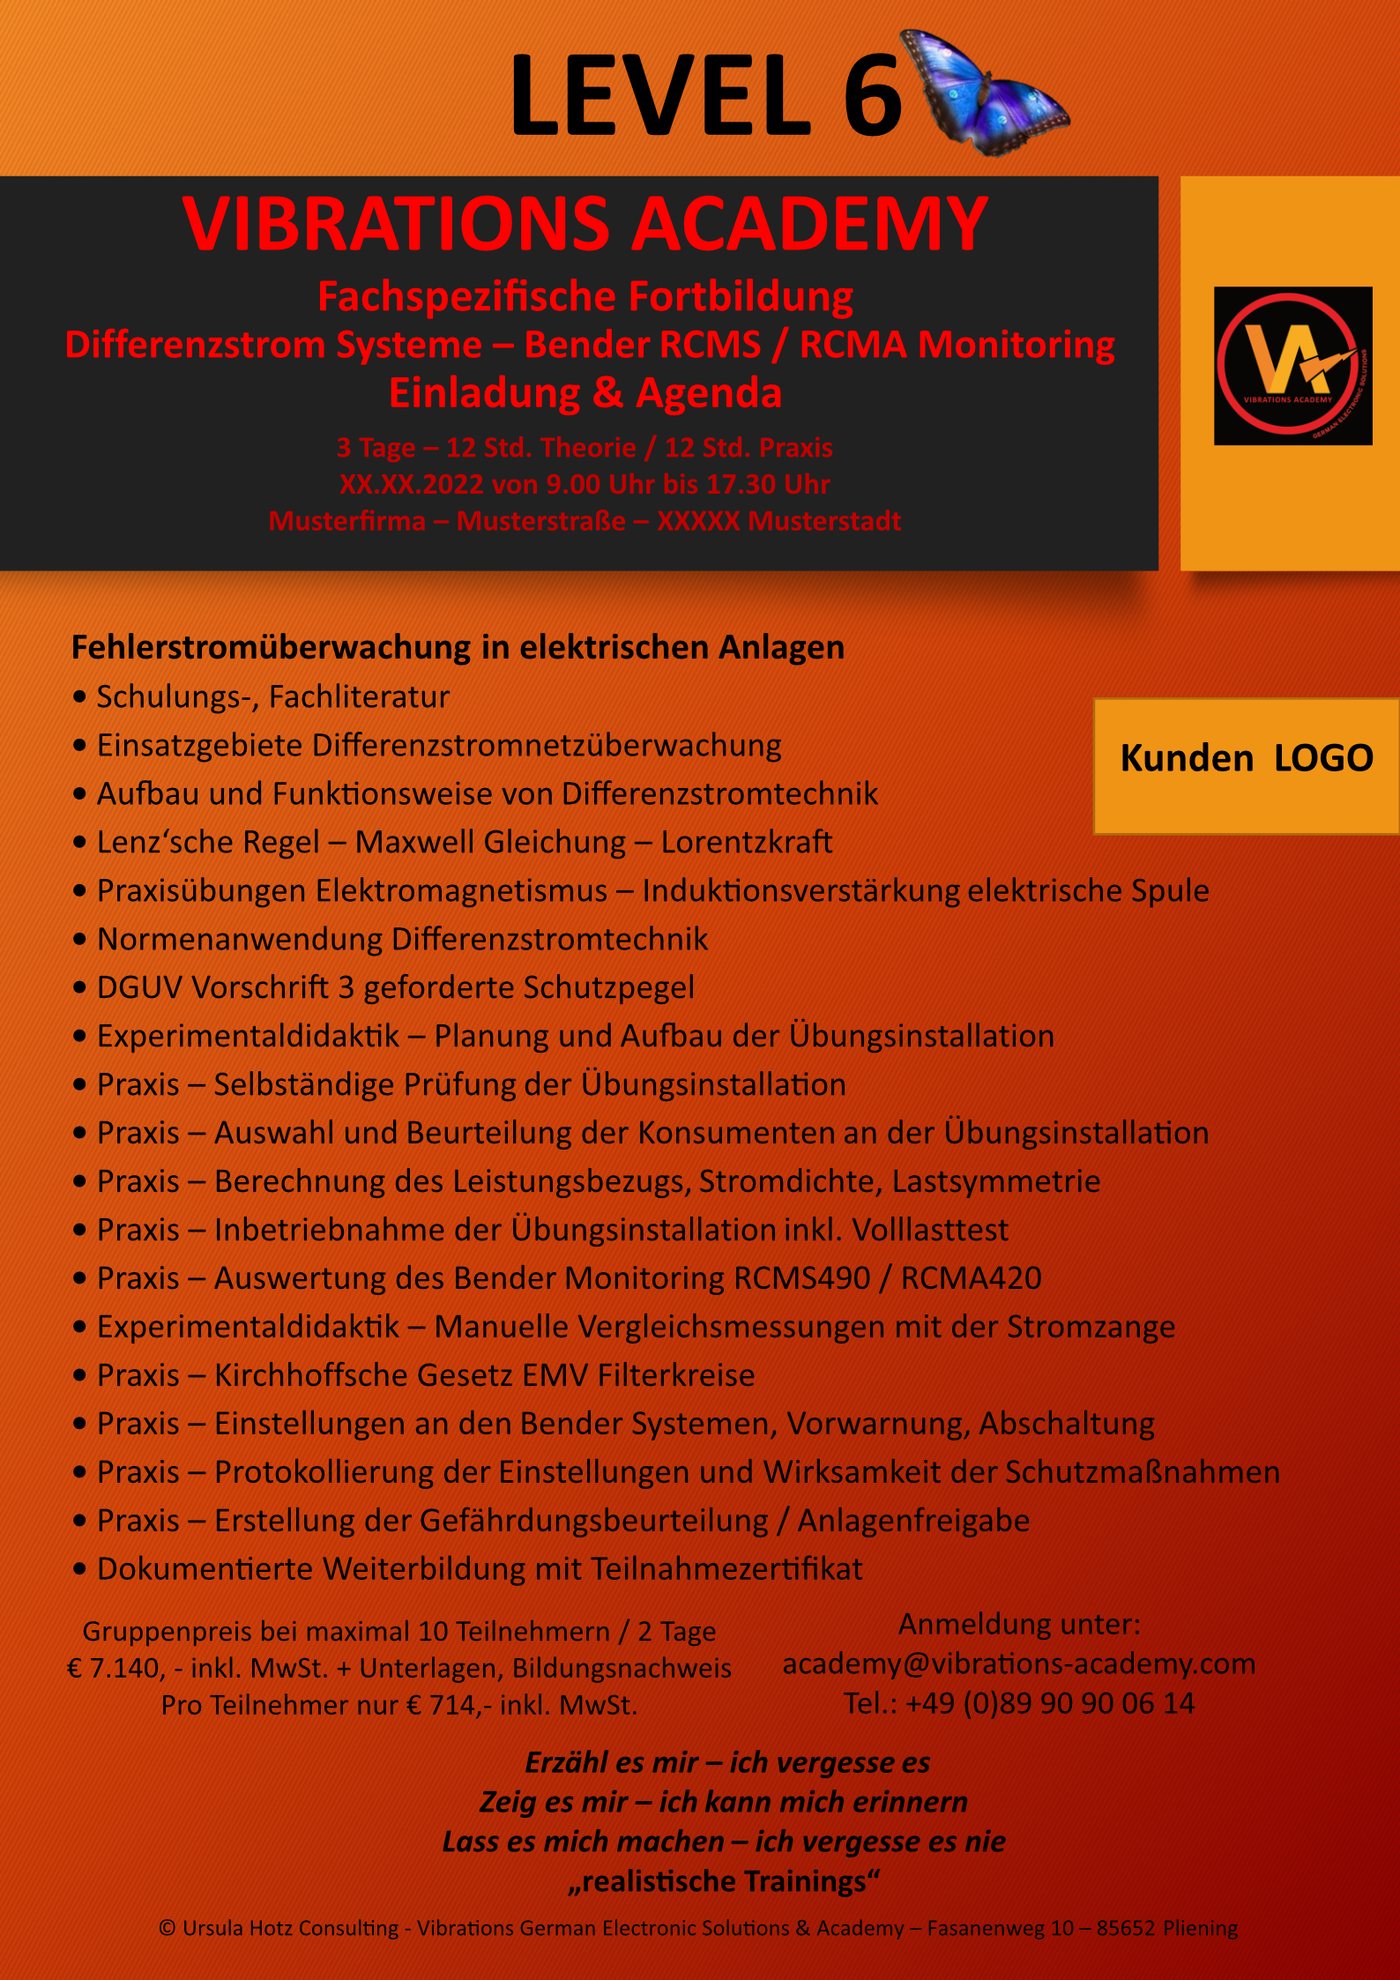 LEVEL 6
VIBRATIONS ACADEMY
Fachspezifische Fortbildung
Differenzstrom Systeme – Bender RCMS / RCMA Monitoring
Einladung & Agenda
3 Tage – 12 Std. Theorie / 12 Std. Praxis
XX.XX.2022 von 9.00 Uhr bis 17.30 Uhr
Musterfirma – Musterstraße – XXXXX Musterstadt
VA
VIBRATIONS ACADEMY
GERMAN ELECTRONIC SOLUTIONS
Fehlerstromüberwachung in elektrischen Anlagen
• Schulungs-, Fachliteratur
• Einsatzgebiete Differenzstromnetzüberwachung
Kunden LOGO
• Aufbau und Funktionsweise von Differenzstromtechnik
• Lenz‘sche Regel – Maxwell Gleichung – Lorentzkraft
• Praxisübungen Elektromagnetismus – Induktionsverstärkung elektrische Spule
• Normenanwendung Differenzstromtechnik
• DGUV Vorschrift 3 geforderte Schutzpegel
• Experimentaldidaktik – Planung und Aufbau der Übungsinstallation
• Praxis – Selbständige Prüfung der Übungsinstallation
• Praxis – Auswahl und Beurteilung der Konsumenten an der Übungsinstallation
• Praxis – Berechnung des Leistungsbezugs, Stromdichte, Lastsymmetrie
• Praxis – Inbetriebnahme der Übungsinstallation inkl. Volllasttest
• Praxis – Auswertung des Bender Monitoring RCMS490 / RCMA420
• Experimentaldidaktik – Manuelle Vergleichsmessungen mit der Stromzange
• Praxis – Kirchhoffsche Gesetz EMV Filterkreise
• Praxis – Einstellungen an den Bender Systemen, Vorwarnung, Abschaltung
• Praxis – Protokollierung der Einstellungen und Wirksamkeit der Schutzmaßnahmen
• Praxis – Erstellung der Gefährdungsbeurteilung / Anlagenfreigabe
• Dokumentierte Weiterbildung mit Teilnahmezertifikat
Gruppenpreis bei maximal 10 Teilnehmern / 2 Tage
€ 7.140, - inkl. MwSt. + Unterlagen, Bildungsnachweis
Pro Teilnehmer nur € 714,- inkl. MwSt.
Anmeldung unter:
academy@vibrations-academy.com
Tel.: +49 (0)89 90 90 06 14
Erzähl es mir – ich vergesse es
Zeig es mir – ich kann mich erinnern
Lass es mich machen – ich vergesse es nie
„realistische Trainings“
© Ursula Hotz Consulting - Vibrations German Electronic Solutions & Academy – Fasanenweg 10 – 85652 Pliening